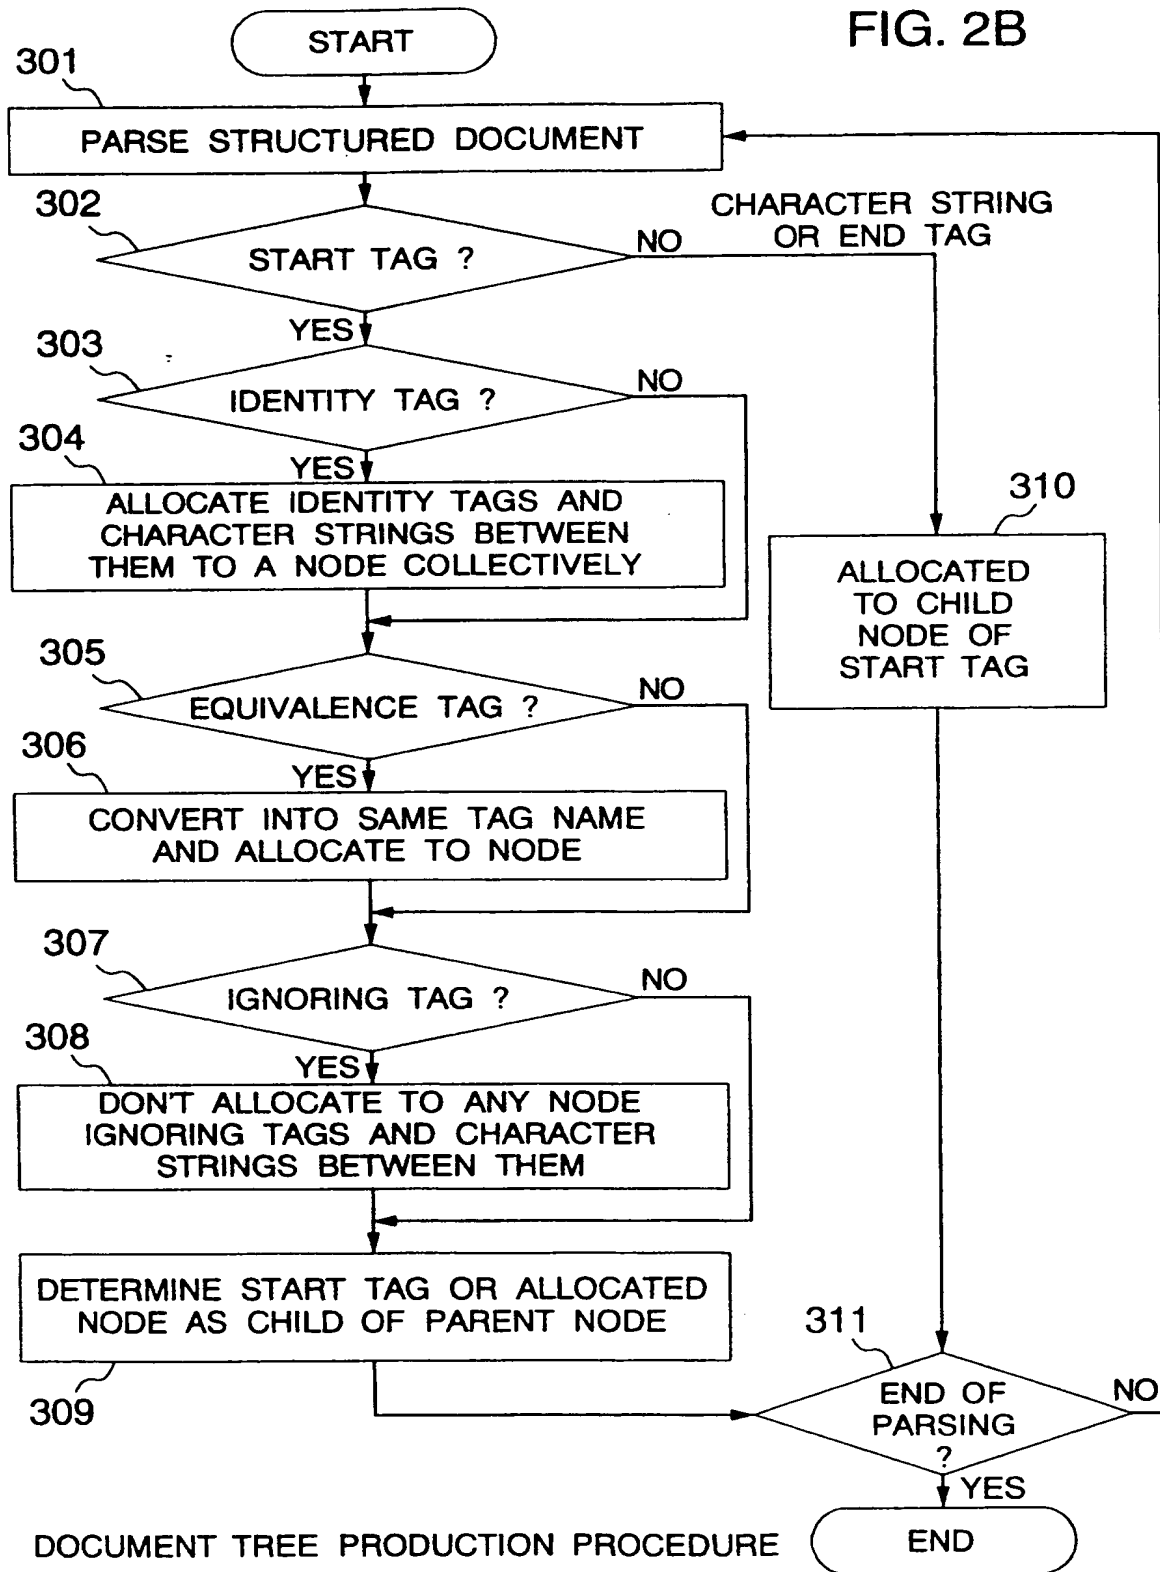 FIG. 2B
START
301
PARSE STRUCTURED DOCUMENT
302
START TAG ?
NO
CHARACTER STRING
OR END TAG
YES
303
IDENTITY TAG ?
NO
YES
304
ALLOCATE IDENTITY TAGS AND
CHARACTER STRINGS BETWEEN
THEM TO A NODE COLLECTIVELY
310
ALLOCATED
TO CHILD
NODE OF
START TAG
305
EQUIVALENCE TAG ?
NO
YES
306
CONVERT INTO SAME TAG NAME
AND ALLOCATE TO NODE
307
IGNORING TAG ?
NO
YES
308
DON'T ALLOCATE TO ANY NODE
IGNORING TAGS AND CHARACTER
STRINGS BETWEEN THEM
DETERMINE START TAG OR ALLOCATED
NODE AS CHILD OF PARENT NODE
309
311
END OF
PARSING
?
NO
YES
END
DOCUMENT TREE PRODUCTION PROCEDURE